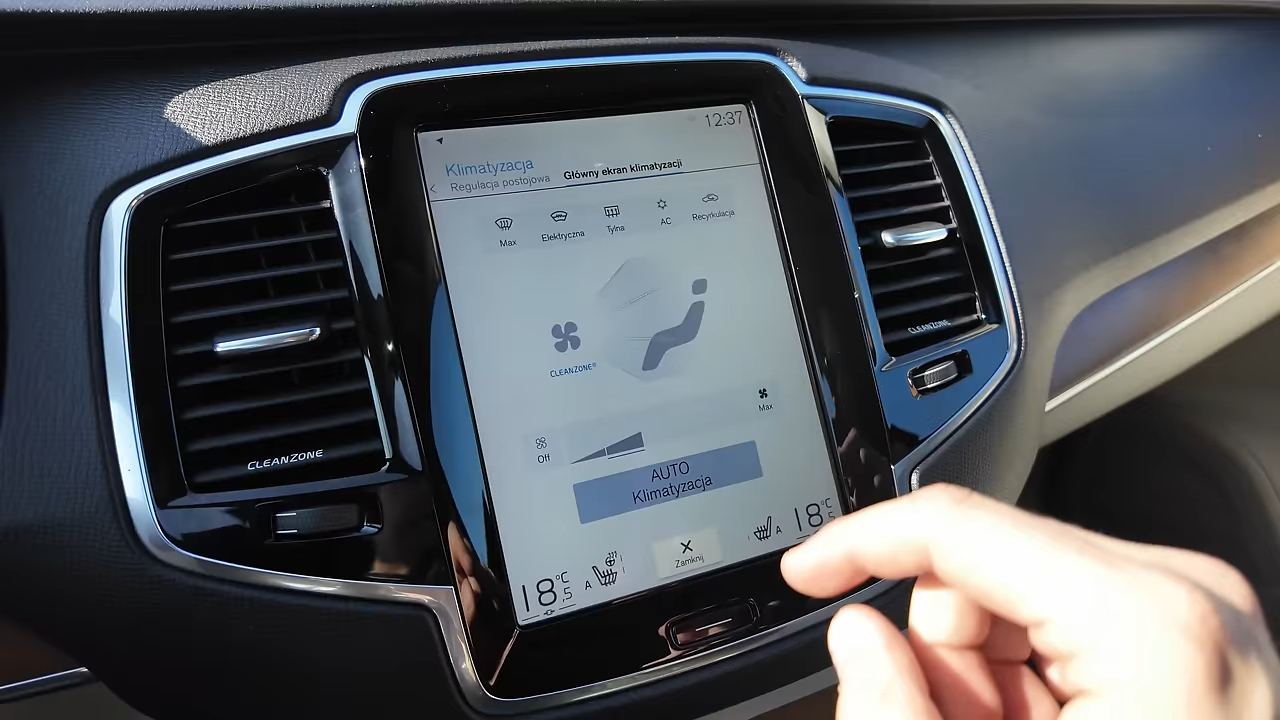 12:37
Klimatyzacja
Regulacja postojowa
Główny ekran klimatyzacji
Max
Elektryczna
Tylna
AC
Recyrkulacja
CLEANZONE®
Max
Off
AUTO
Klimatyzacja
18°C,5
A
Zamknij
A
18°C,5
CLEANZONE
CLEANZONE